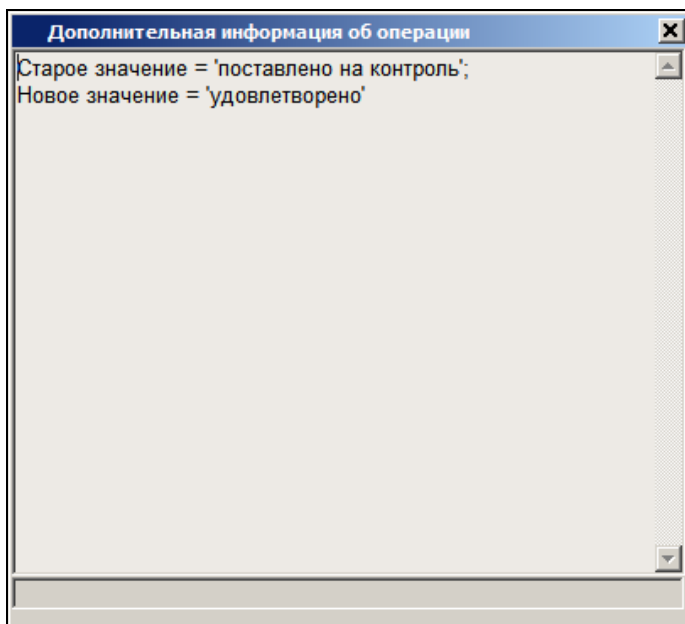 Дополнительная информация об операции
Старое значение = 'поставлено на контроль';
Новое значение = 'удовлетворено'